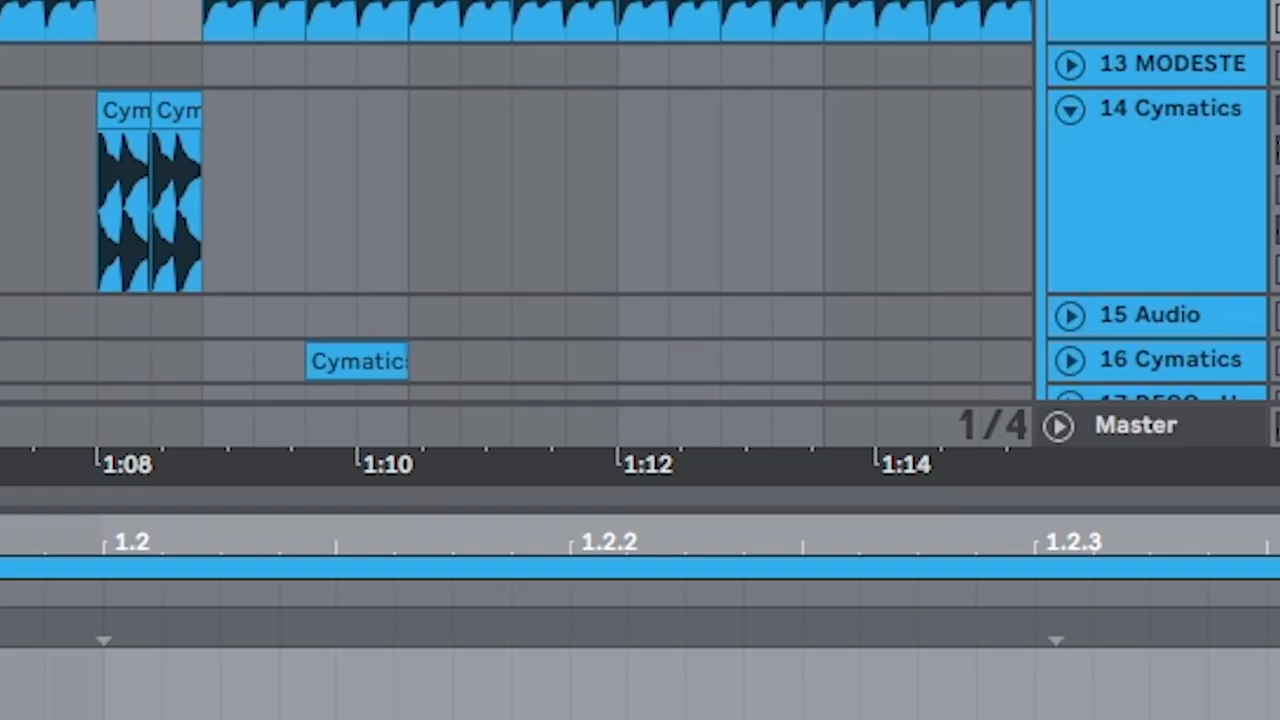 13 MODESTE
Cym Cym
14 Cymatics
15 Audio
Cymatics
16 Cymatics
1/4
Master
1:08 1:10 1:12 1:14
1.2 1.2.2 1.2.3